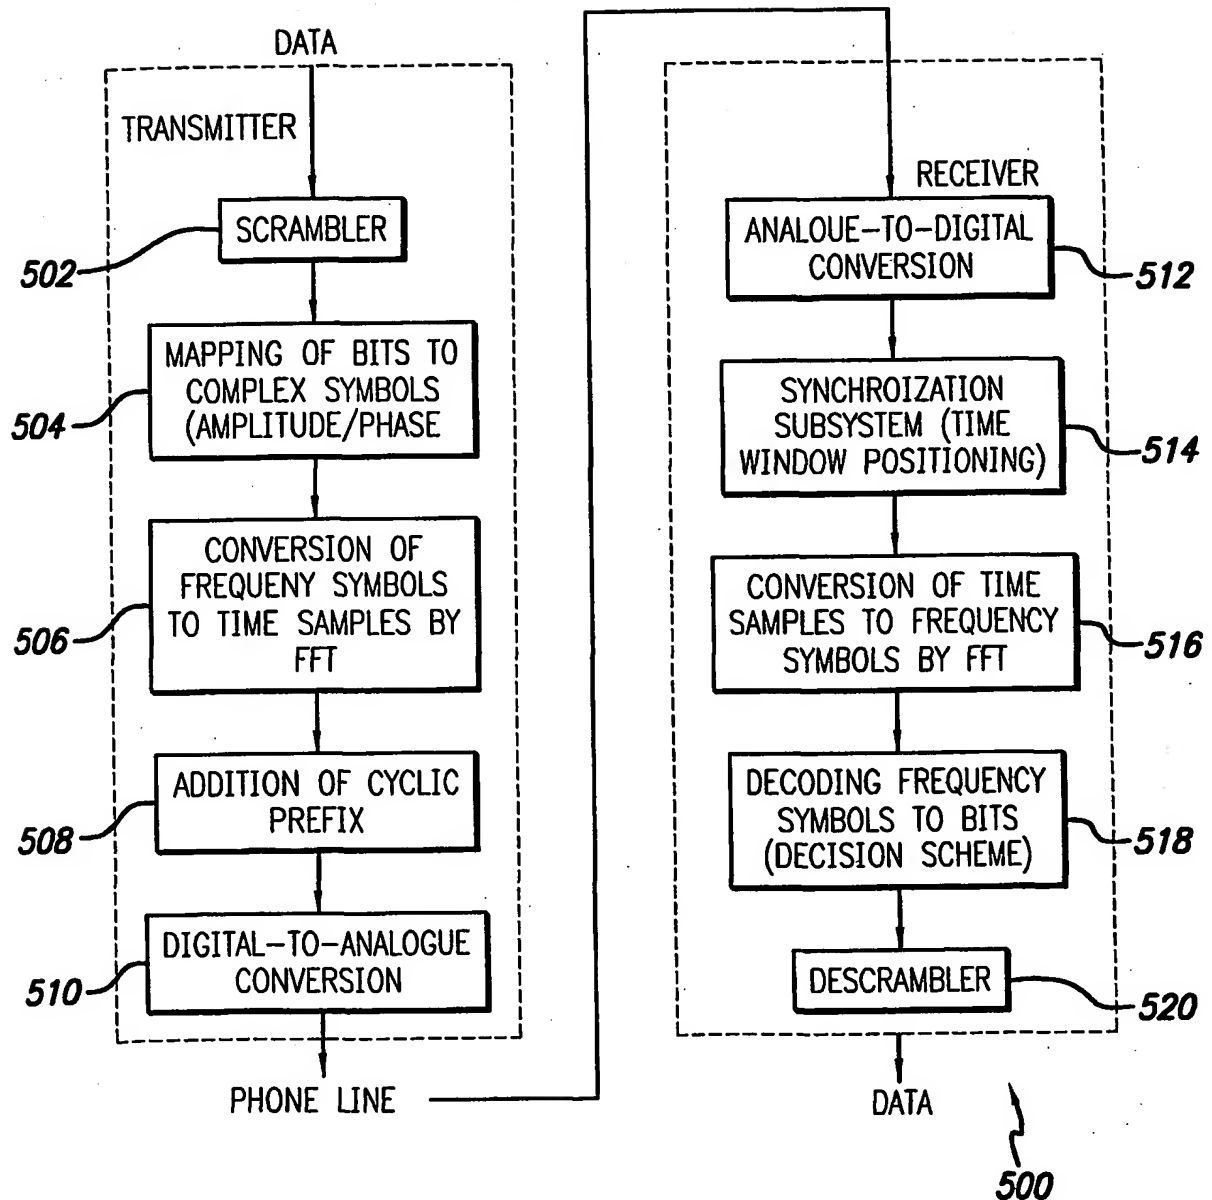 DATA
TRANSMITTER
SCRAMBLER
502
MAPPING OF BITS TO
COMPLEX SYMBOLS
(AMPLITUDE/PHASE
504
CONVERSION OF
FREQUENY SYMBOLS
TO TIME SAMPLES BY
FFT
506
ADDITION OF CYCLIC
PREFIX
508
DIGITAL-TO-ANALOGUE
CONVERSION
510
PHONE LINE
RECEIVER
ANALOUE-TO-DIGITAL
CONVERSION
512
SYNCHROIZATION
SUBSYSTEM (TIME
WINDOW POSITIONING)
514
CONVERSION OF TIME
SAMPLES TO FREQUENCY
SYMBOLS BY FFT
516
DECODING FREQUENCY
SYMBOLS TO BITS
(DECISION SCHEME)
518
DESCRAMBLER
520
DATA
500